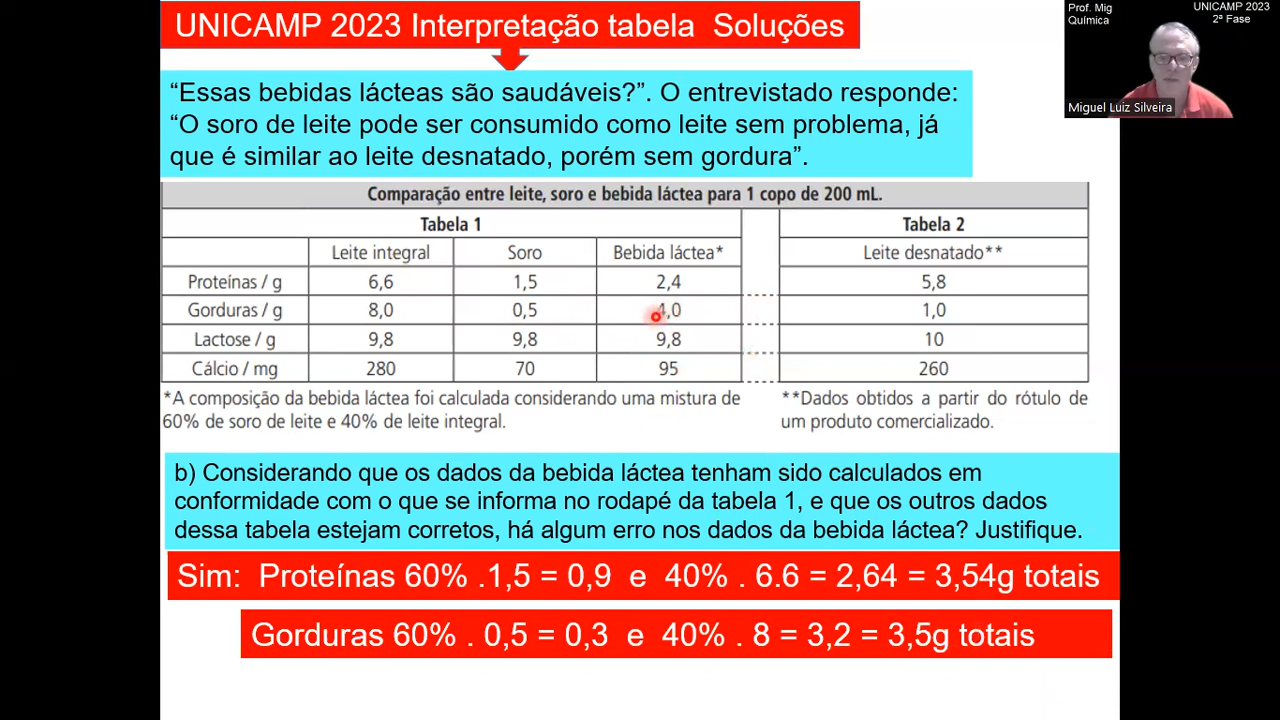 UNICAMP 2023 Interpretação tabela  Soluções
Prof. Mig
Química
UNICAMP 2023
2ª Fase
Miguel Luiz Silveira
“Essas bebidas lácteas são saudáveis?”. O entrevistado responde:
“O soro de leite pode ser consumido como leite sem problema, já
que é similar ao leite desnatado, porém sem gordura”.
Comparação entre leite, soro e bebida láctea para 1 copo de 200 mL.
Tabela 1
Tabela 2
Leite integral Soro Bebida láctea* Leite desnatado**
Proteínas / g 6,6 1,5 2,4 5,8
Gorduras / g 8,0 0,5 4,0 1,0
Lactose / g 9,8 9,8 9,8 10
Cálcio / mg 280 70 95 260
*A composição da bebida láctea foi calculada considerando uma mistura de
60% de soro de leite e 40% de leite integral.
**Dados obtidos a partir do rótulo de
um produto comercializado.
b) Considerando que os dados da bebida láctea tenham sido calculados em
conformidade com o que se informa no rodapé da tabela 1, e que os outros dados
dessa tabela estejam corretos, há algum erro nos dados da bebida láctea? Justifique.
Sim:  Proteínas 60% .1,5 = 0,9  e  40% . 6.6 = 2,64 = 3,54g totais
Gorduras 60% . 0,5 = 0,3  e  40% . 8 = 3,2 = 3,5g totais